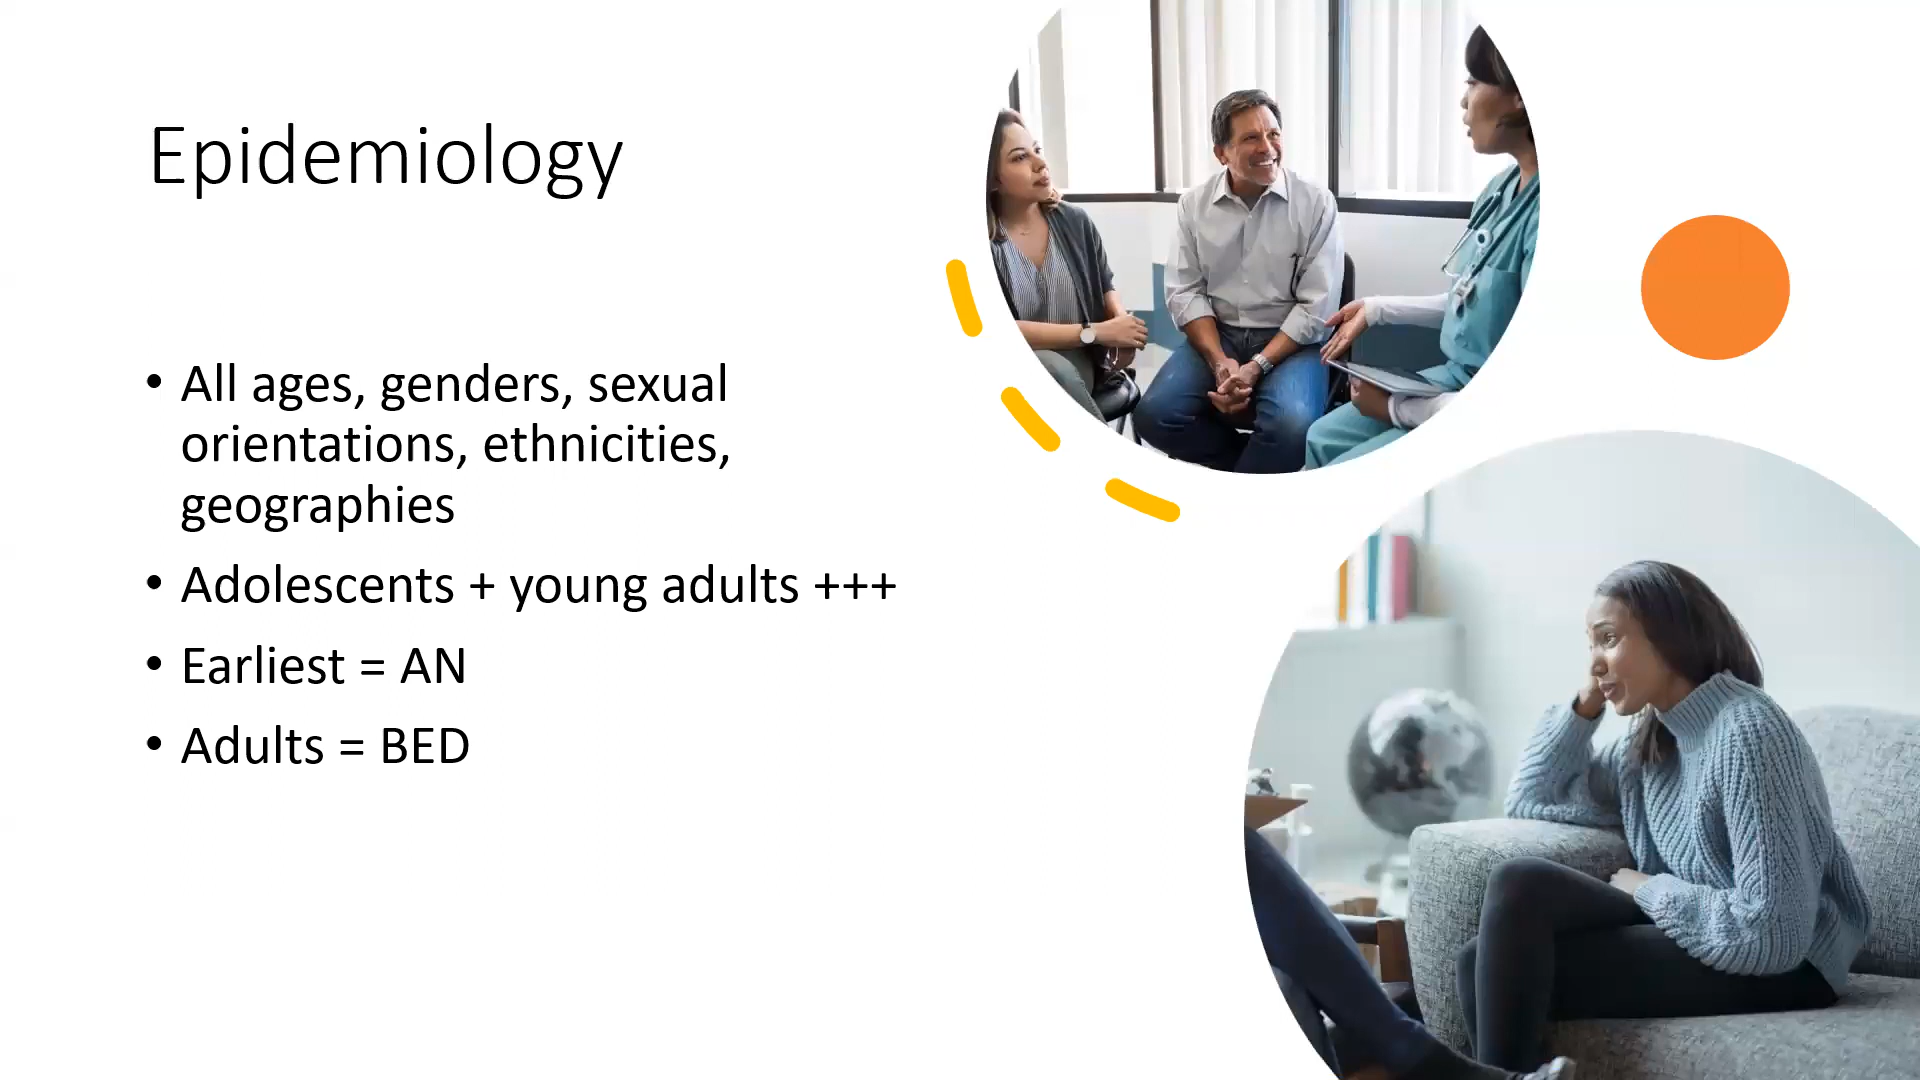 Epidemiology
• All ages, genders, sexual
orientations, ethnicities,
geographies
• Adolescents + young adults +++
• Earliest = AN
• Adults = BED